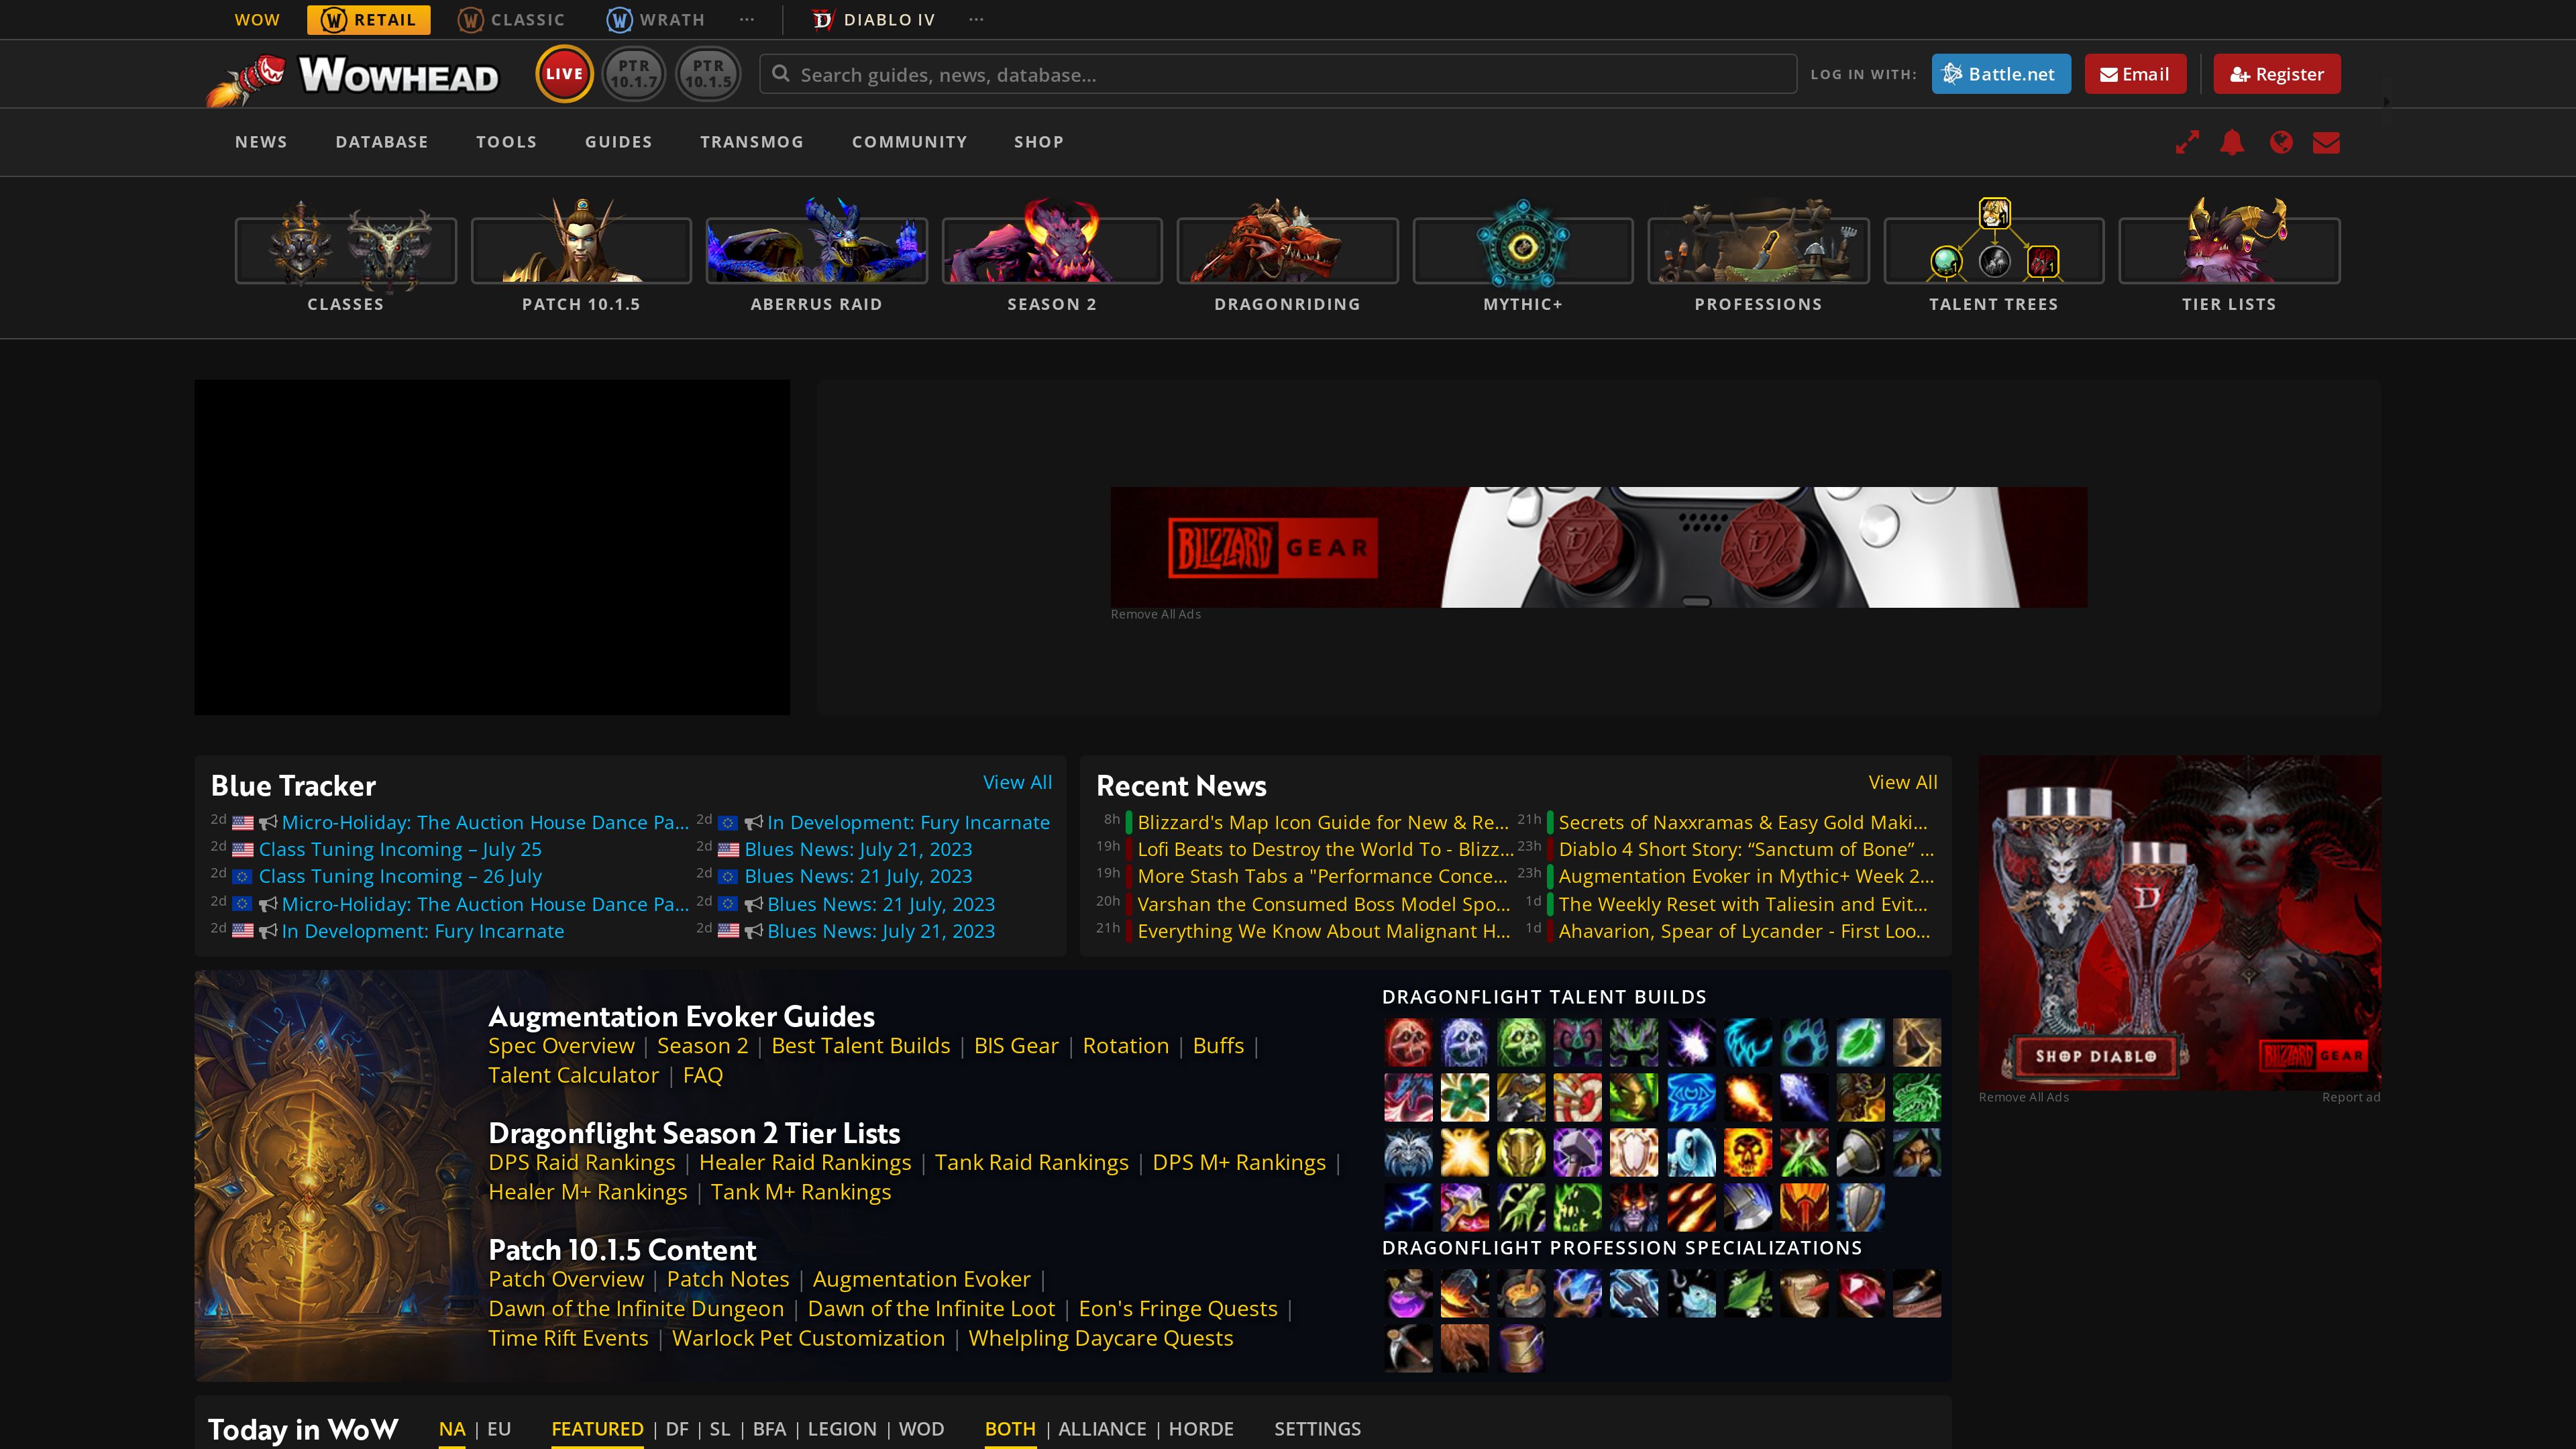 WOW RETAIL CLASSIC WRATH ... DIABLO IV ...
WOWHEAD LIVE PTR 10.1.7 PTR 10.1.5 Search guides, news, database... LOG IN WITH: Battle.net Email Register
NEWS DATABASE TOOLS GUIDES TRANSMOG COMMUNITY SHOP
CLASSES PATCH 10.1.5 ABERRUS RAID SEASON 2 DRAGONRIDING MYTHIC+ PROFESSIONS TALENT TREES TIER LISTS
BLIZZARD GEAR
Remove All Ads
Blue Tracker View All
2d Micro-Holiday: The Auction House Dance Pa... 2d In Development: Fury Incarnate
2d Class Tuning Incoming – July 25 2d Blues News: July 21, 2023
2d Class Tuning Incoming – 26 July 2d Blues News: 21 July, 2023
2d Micro-Holiday: The Auction House Dance Pa... 2d Blues News: 21 July, 2023
2d In Development: Fury Incarnate 2d Blues News: July 21, 2023
Recent News View All
8h Blizzard's Map Icon Guide for New & Re... 21h Secrets of Naxxramas & Easy Gold Maki...
19h Lofi Beats to Destroy the World To - Blizz... 23h Diablo 4 Short Story: “Sanctum of Bone” ...
19h More Stash Tabs a "Performance Conce... 23h Augmentation Evoker in Mythic+ Week 2...
20h Varshan the Consumed Boss Model Spo... 1d The Weekly Reset with Taliesin and Evit...
21h Everything We Know About Malignant H... 1d Ahavarion, Spear of Lycander - First Loo...
SHOP DIABLO BLIZZARD GEAR
Remove All Ads Report ad
Augmentation Evoker Guides
Spec Overview | Season 2 | Best Talent Builds | BIS Gear | Rotation | Buffs |
Talent Calculator | FAQ
Dragonflight Season 2 Tier Lists
DPS Raid Rankings | Healer Raid Rankings | Tank Raid Rankings | DPS M+ Rankings |
Healer M+ Rankings | Tank M+ Rankings
Patch 10.1.5 Content
Patch Overview | Patch Notes | Augmentation Evoker |
Dawn of the Infinite Dungeon | Dawn of the Infinite Loot | Eon's Fringe Quests |
Time Rift Events | Warlock Pet Customization | Whelpling Daycare Quests
DRAGONFLIGHT TALENT BUILDS
DRAGONFLIGHT PROFESSION SPECIALIZATIONS
Today in WoW NA | EU FEATURED | DF | SL | BFA | LEGION | WOD BOTH | ALLIANCE | HORDE SETTINGS